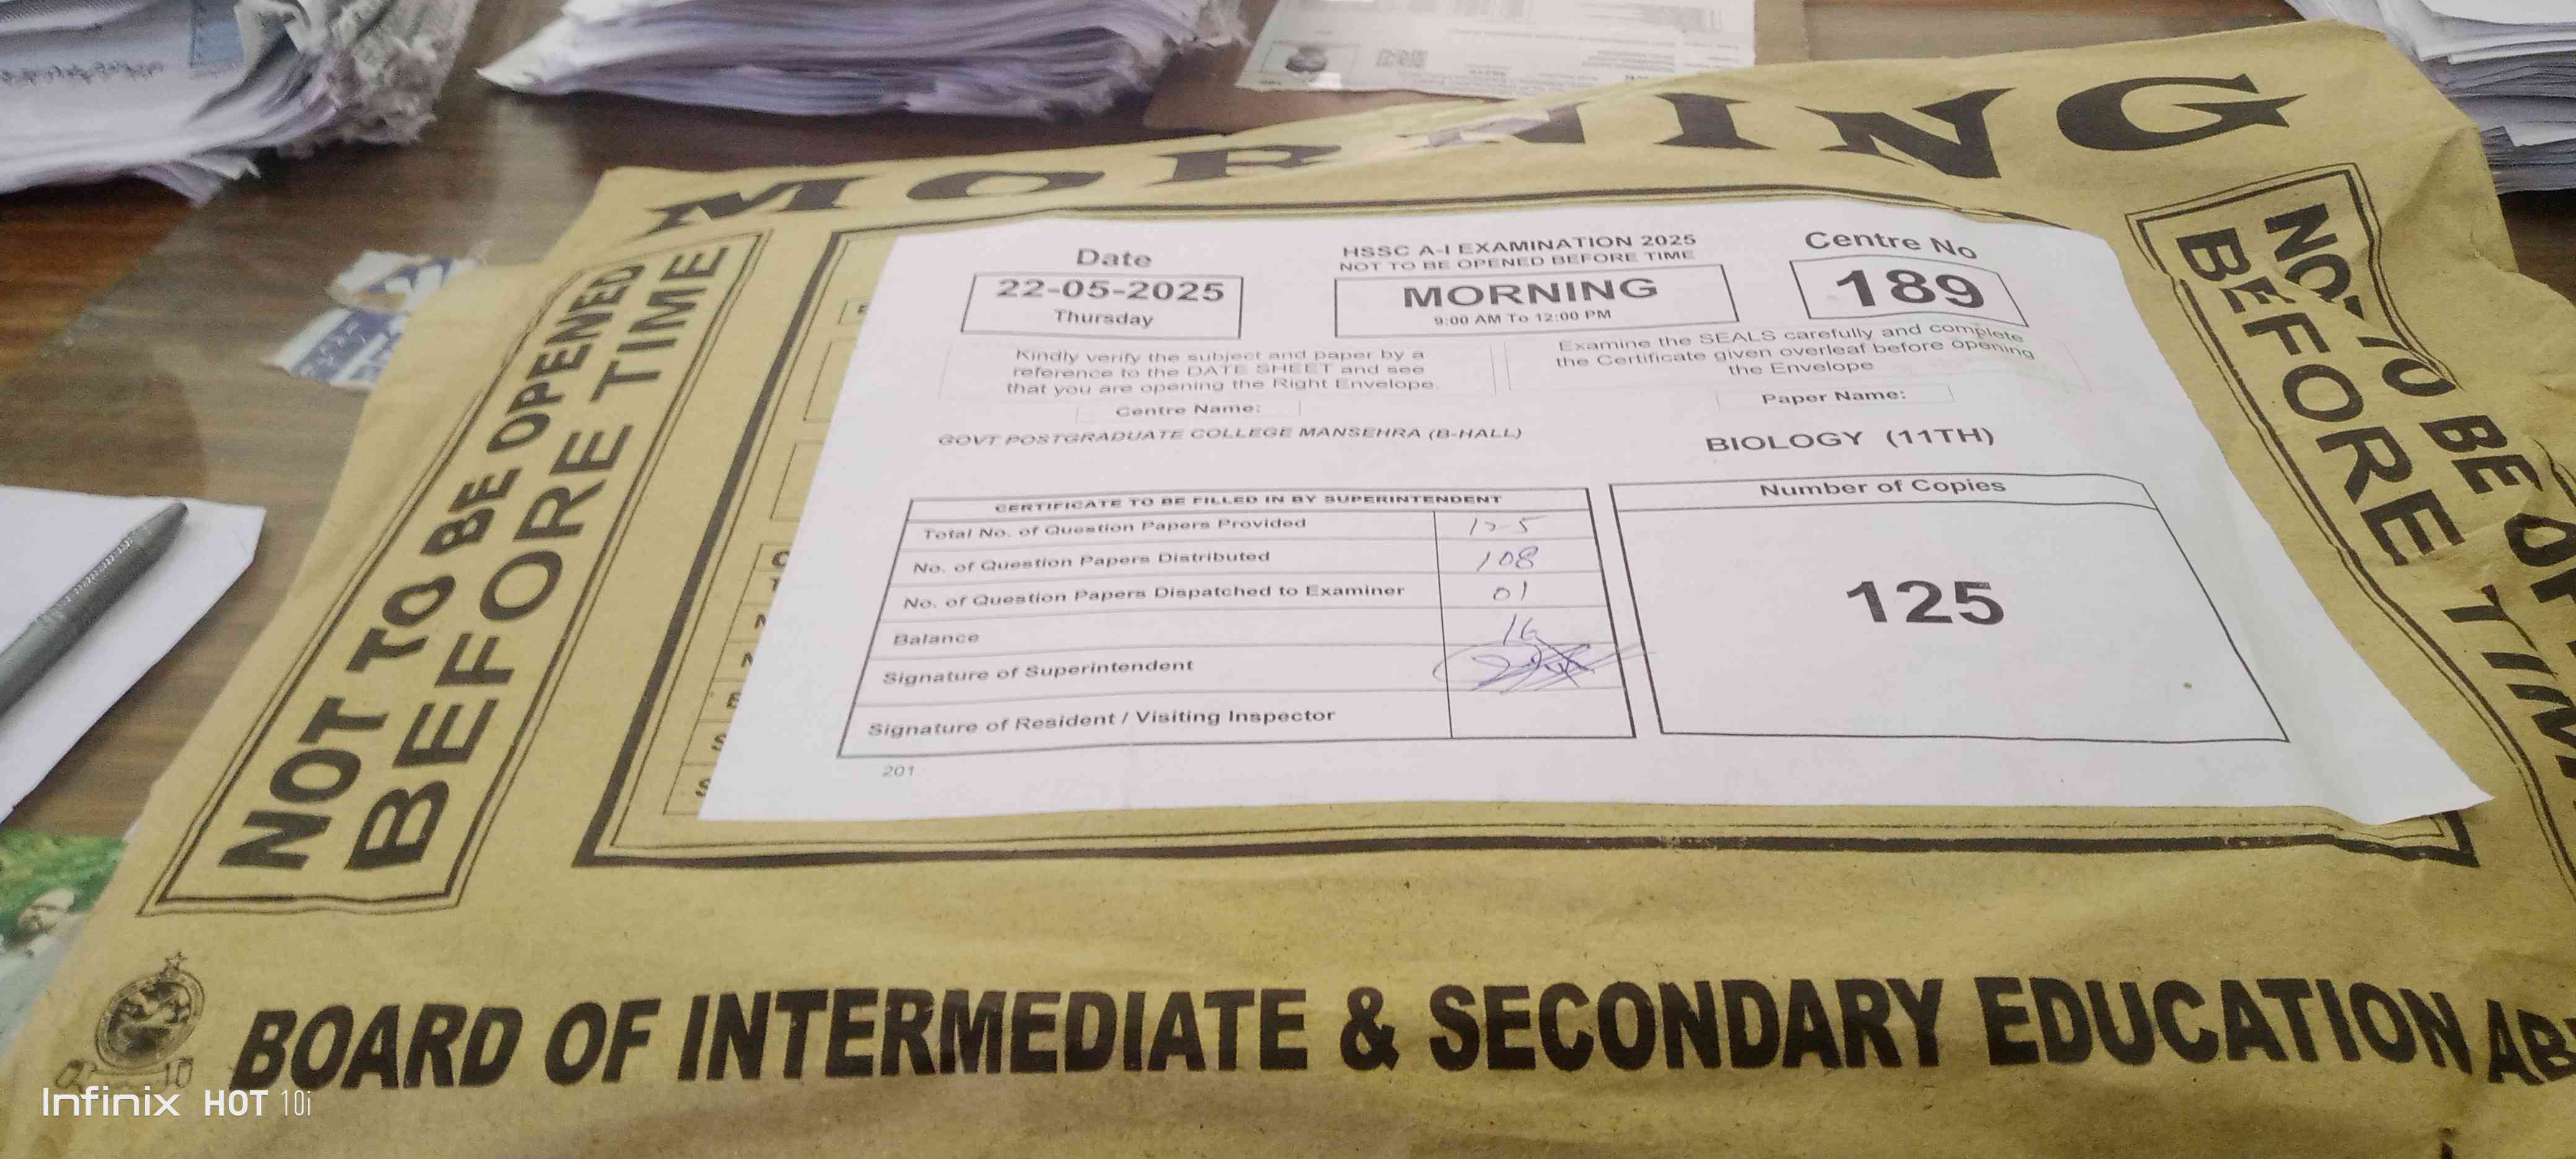 MORNING
NOT TO BE OPENED
BEFORE TIME
Date
22-05-2025
Thursday
HSSC A-I EXAMINATION 2025
NOT TO BE OPENED BEFORE TIME
MORNING
9:00 AM To 12:00 PM
Centre No
189
Kindly verify the subject and paper by a
reference to the DATE SHEET and see
that you are opening the Right Envelope.
Examine the SEALS carefully and complete
the Certificate given overleaf before opening
the Envelope
Centre Name:
GOVT POSTGRADUATE COLLEGE MANSEHRA (B-HALL)
Paper Name:
BIOLOGY (11TH)
CERTIFICATE TO BE FILLED IN BY SUPERINTENDENT
Total No. of Question Papers Provided 125
No. of Question Papers Distributed 108
No. of Question Papers Dispatched to Examiner 01
Balance 16
Signature of Superintendent
Signature of Resident / Visiting Inspector
201
Number of Copies
125
NOT TO BE OP
BEFORE TIM
BOARD OF INTERMEDIATE & SECONDARY EDUCATION AB
Infinix HOT 10i